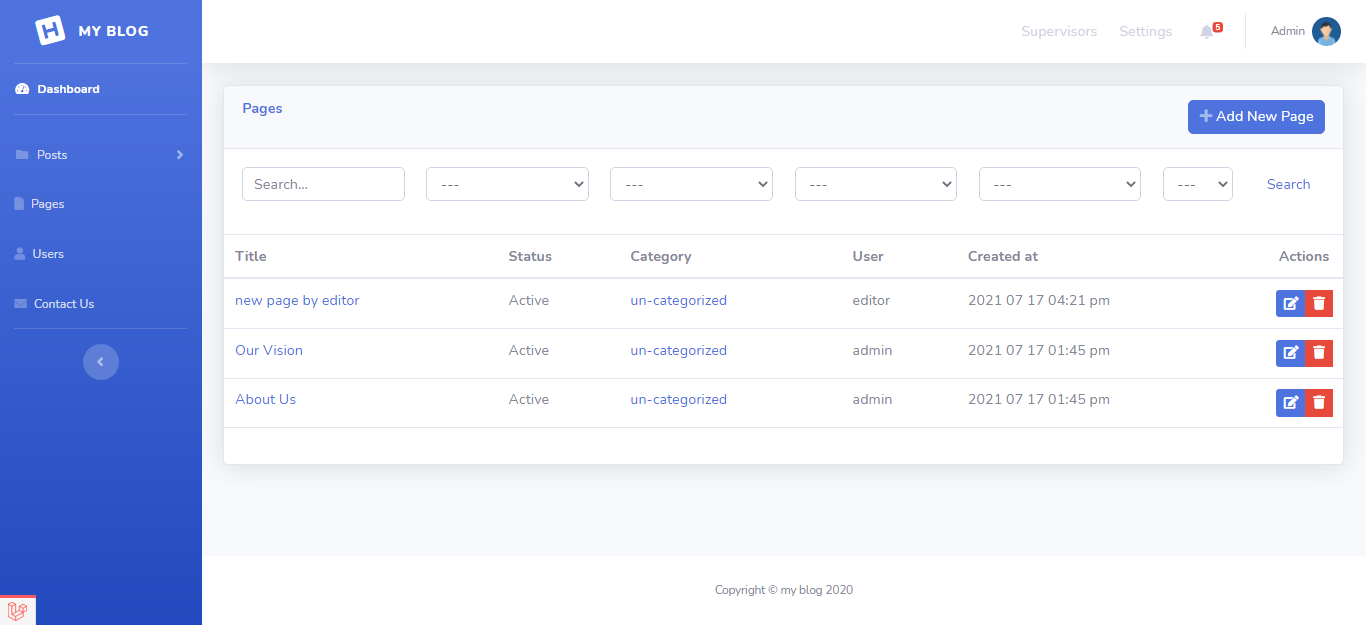 H MY BLOG
Supervisors Settings 5 Admin
Dashboard
Posts
Pages
Users
Contact Us
Pages
Add New Page
Search... --- --- --- --- --- Search
Title Status Category User Created at Actions
new page by editor Active un-categorized editor 2021 07 17 04:21 pm
Our Vision Active un-categorized admin 2021 07 17 01:45 pm
About Us Active un-categorized admin 2021 07 17 01:45 pm
Copyright © my blog 2020